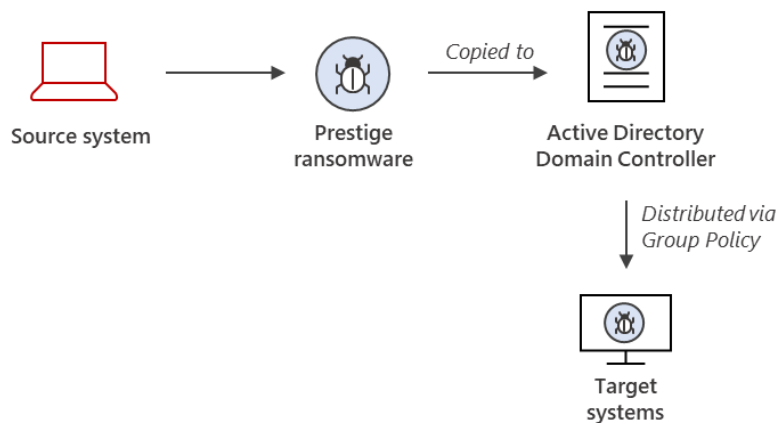 Source system
Prestige
ransomware
Copied to
Active Directory
Domain Controller
Distributed via
Group Policy
Target
systems